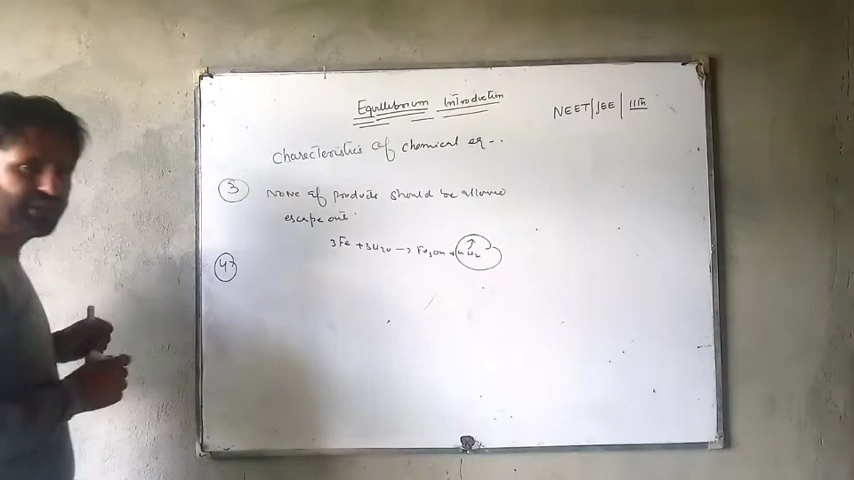 Equilibrium Introduction
NEET/JEE/11th
Characteristics of chemical eq-..
3 None of products should be allowed
escape out.
3Fe + 3H2O → Fe3O4 + 4H2 ↑
4